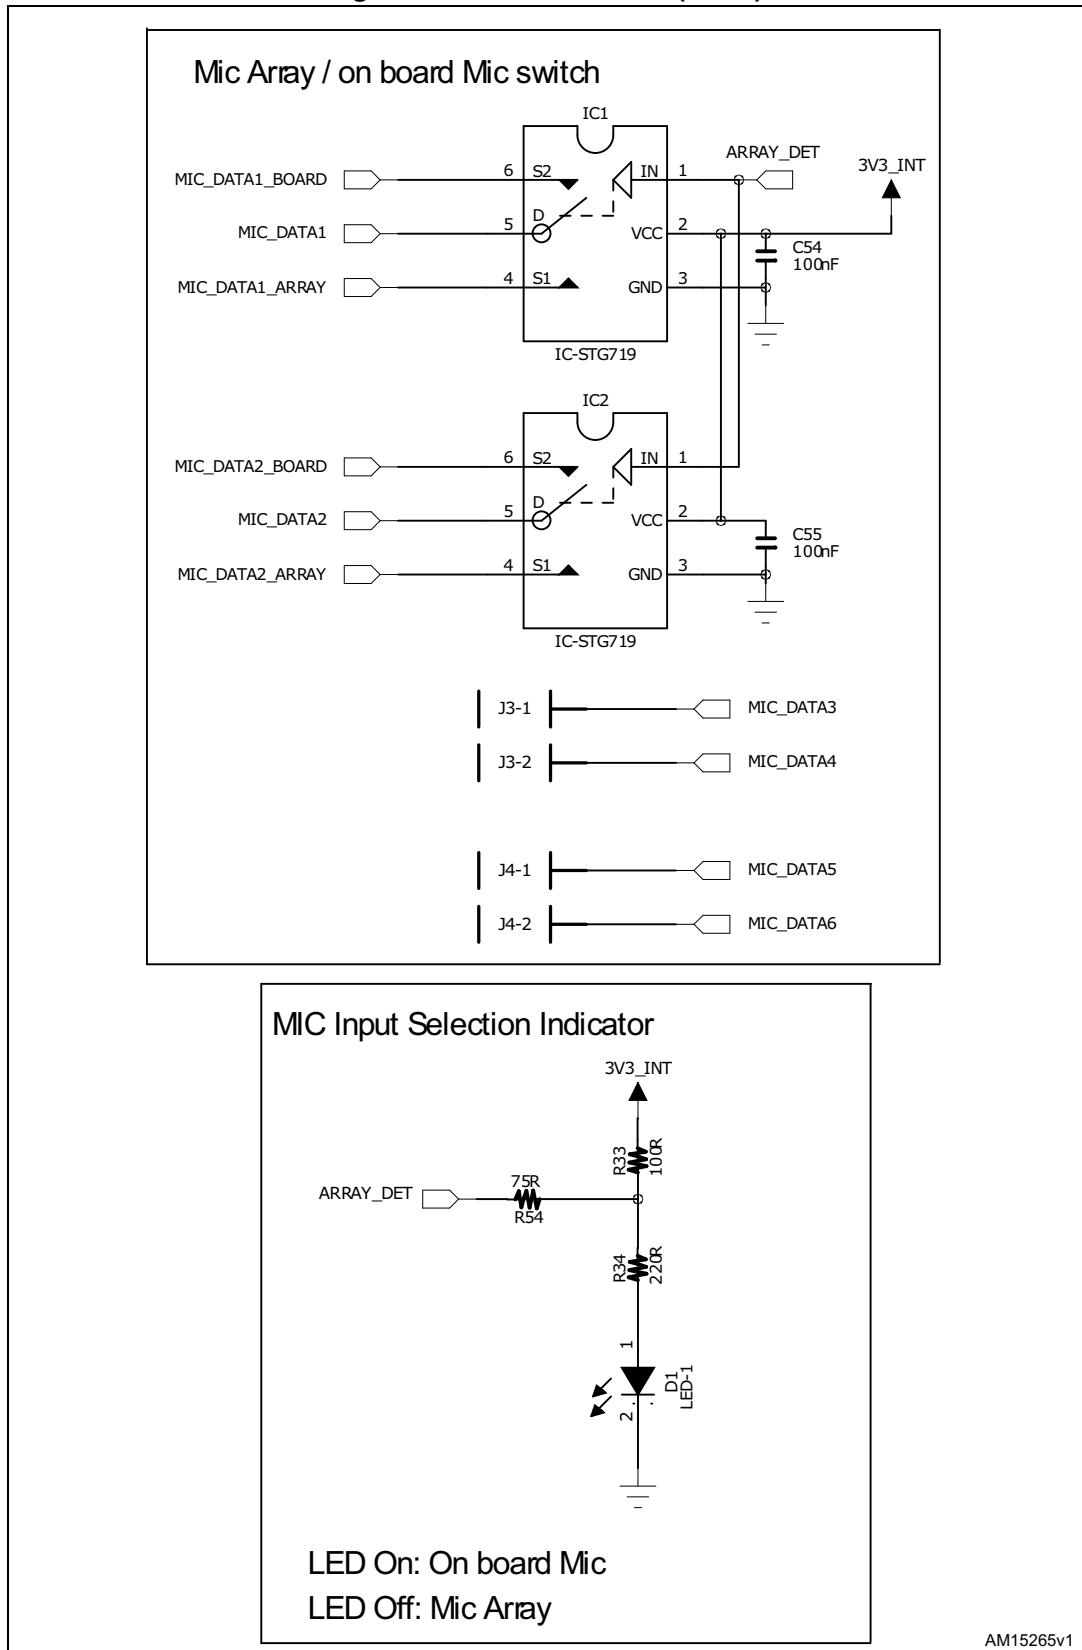 Mic Array / on board Mic switch
IC1
ARRAY_DET
3V3_INT
MIC_DATA1_BOARD 6 S2 IN 1
MIC_DATA1 5 D VCC 2
C54
100nF
MIC_DATA1_ARRAY 4 S1 GND 3
IC-STG719
IC2
MIC_DATA2_BOARD 6 S2 IN 1
MIC_DATA2 5 D VCC 2
C55
100nF
MIC_DATA2_ARRAY 4 S1 GND 3
IC-STG719
J3-1 MIC_DATA3
J3-2 MIC_DATA4
J4-1 MIC_DATA5
J4-2 MIC_DATA6
MIC Input Selection Indicator
3V3_INT
R33
100R
ARRAY_DET
75R
R54
R34
220R
1
D1
LED-1
2
LED On: On board Mic
LED Off: Mic Array
AM15265v1